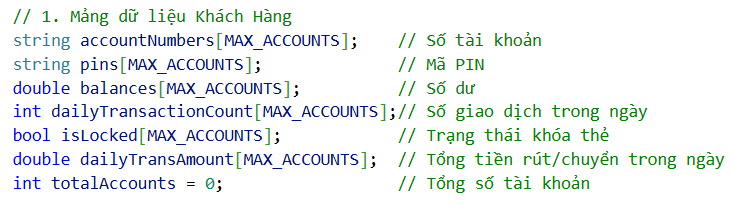 // 1. Mảng dữ liệu Khách Hàng
string accountNumbers[MAX_ACCOUNTS];    // Số tài khoản
string pins[MAX_ACCOUNTS];              // Mã PIN
double balances[MAX_ACCOUNTS];          // Số dư
int dailyTransactionCount[MAX_ACCOUNTS];// Số giao dịch trong ngày
bool isLocked[MAX_ACCOUNTS];            // Trạng thái khóa thẻ
double dailyTransAmount[MAX_ACCOUNTS];  // Tổng tiền rút/chuyển trong ngày
int totalAccounts = 0;                  // Tổng số tài khoản